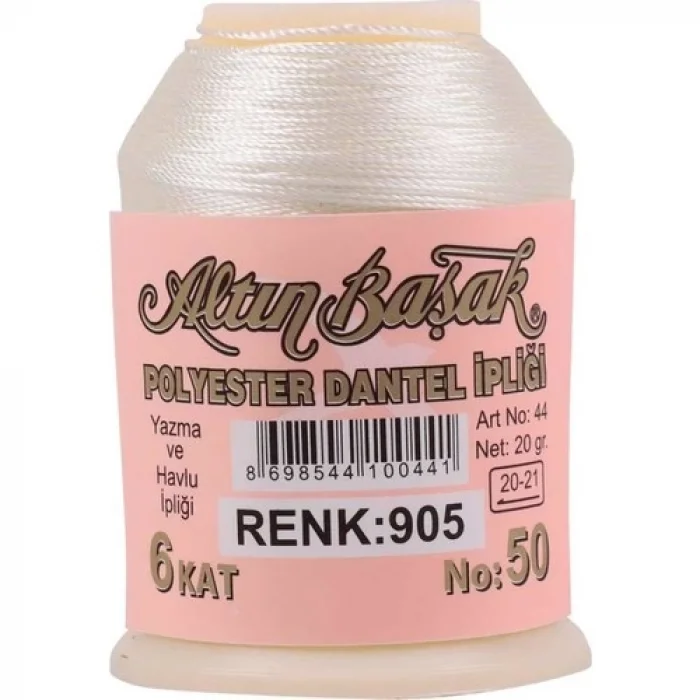 Altın Başak®
POLYESTER DANTEL İPLİĞİ
Yazma
ve
Havlu
İpliği
8 698544 100441
Art No: 44
Net: 20 gr.
20-21
RENK:905
6 KAT
No: 50